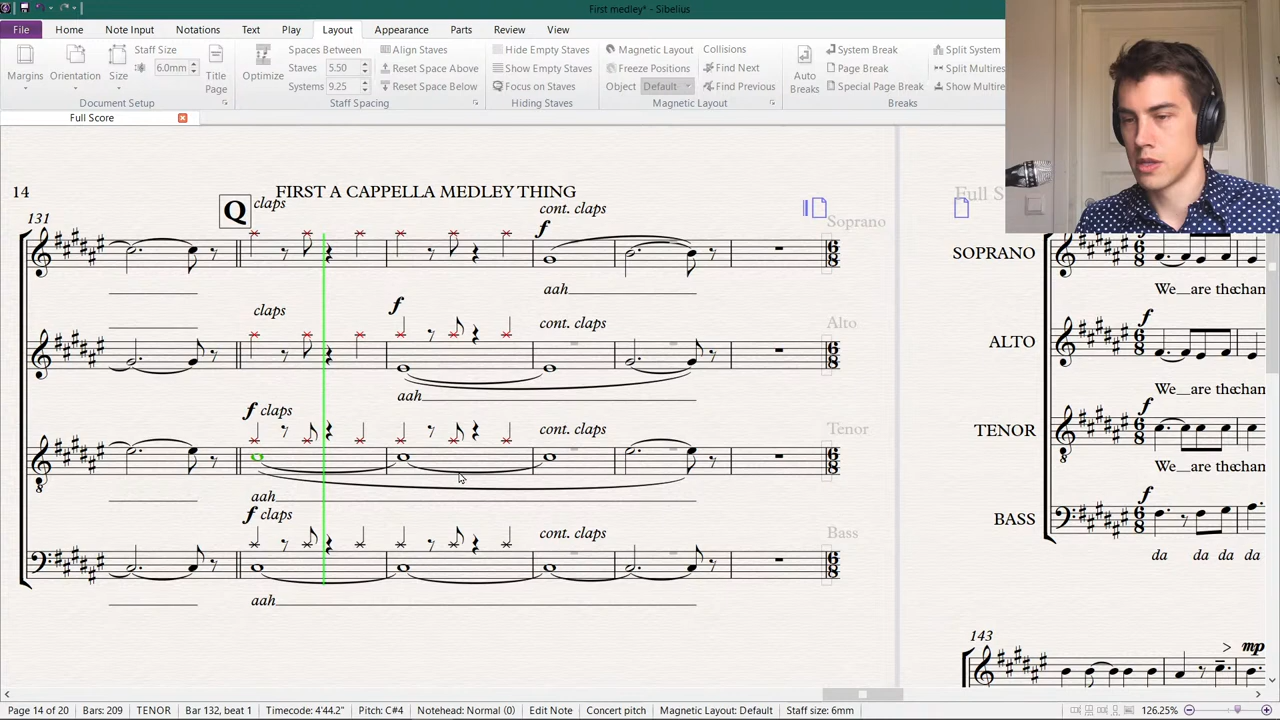 First medley* - Sibelius
File Home Note Input Notations Text Play Layout Appearance Parts Review View
Margins Orientation Size Staff Size 6.0mm Title Page Document Setup
Optimize Spaces Between Staves 5.50 Systems 9.25 Align Staves Reset Space Above Reset Space Below Staff Spacing
Hide Empty Staves Show Empty Staves Focus on Staves Hiding Staves
Magnetic Layout Freeze Positions Object Default Collisions Find Next Find Previous Magnetic Layout
Auto Breaks System Break Page Break Special Page Break Split System Split Multires Show Multires Breaks
Full Score
14 FIRST A CAPPELLA MEDLEY THING
131 Q claps cont. claps f Soprano
aah
claps f cont. claps Alto
aah
f claps cont. claps Tenor
aah
f claps cont. claps Bass
aah
Full S
SOPRANO
We are the cham
f
ALTO
We are the cham
f
TENOR
We are the cham
f
BASS
da da da da
143 > mp
Page 14 of 20 Bars: 209 TENOR Bar 132, beat 1 Timecode: 4'44.2" Pitch: C#4 Notehead: Normal (0) Edit Note Concert pitch Magnetic Layout: Default Staff size: 6mm 126.25%